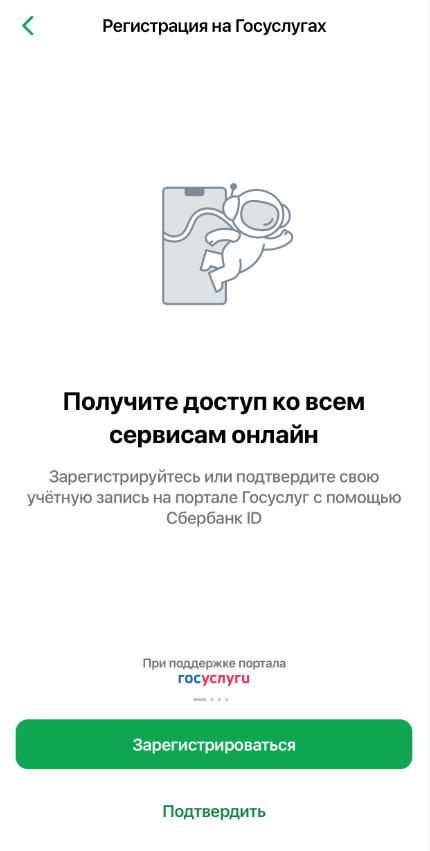 Регистрация на Госуслугах
Получите доступ ко всем
сервисам онлайн
Зарегистрируйтесь или подтвердите свою
учётную запись на портале Госуслуг с помощью
Сбербанк ID
При поддержке портала
госуслуги
Зарегистрироваться
Подтвердить